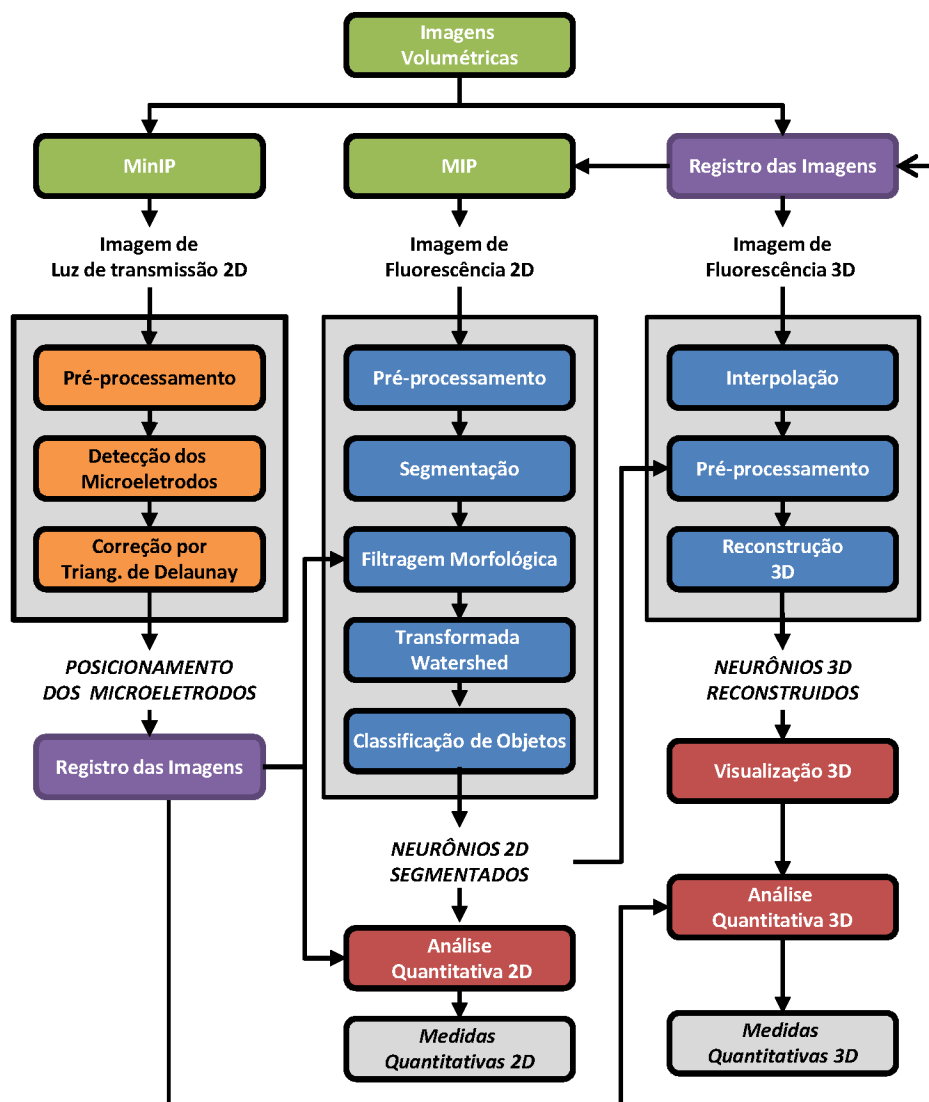 Imagens
Volumétricas
MinIP
MIP
Registro das Imagens
Imagem de
Luz de transmissão 2D
Imagem de
Fluorescência 2D
Imagem de
Fluorescência 3D
Pré-processamento
Detecção dos
Microeletrodos
Correção por
Triang. de Delaunay
POSICIONAMENTO
DOS MICROELETRODOS
Registro das Imagens
Pré-processamento
Segmentação
Filtragem Morfológica
Transformada
Watershed
Classificação de Objetos
NEURÔNIOS 2D
SEGMENTADOS
Análise
Quantitativa 2D
Medidas
Quantitativas 2D
Interpolação
Pré-processamento
Reconstrução
3D
NEURÔNIOS 3D
RECONSTRUIDOS
Visualização 3D
Análise
Quantitativa 3D
Medidas
Quantitativas 3D